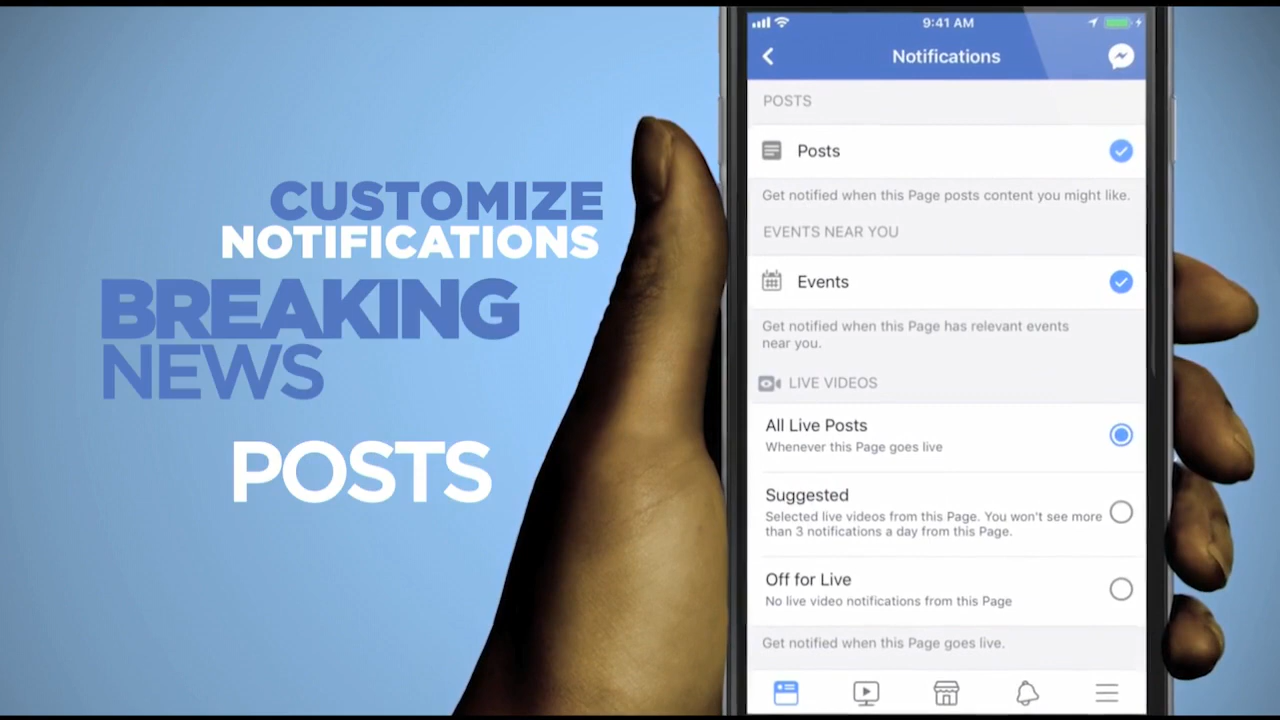 CUSTOMIZE
NOTIFICATIONS
BREAKING
NEWS
POSTS
9:41 AM
Notifications
POSTS
Posts
Get notified when this Page posts content you might like.
EVENTS NEAR YOU
Events
Get notified when this Page has relevant events
near you.
LIVE VIDEOS
All Live Posts
Whenever this Page goes live
Suggested
Selected live videos from this Page. You won't see more
than 3 notifications a day from this Page.
Off for Live
No live video notifications from this Page
Get notified when this Page goes live.